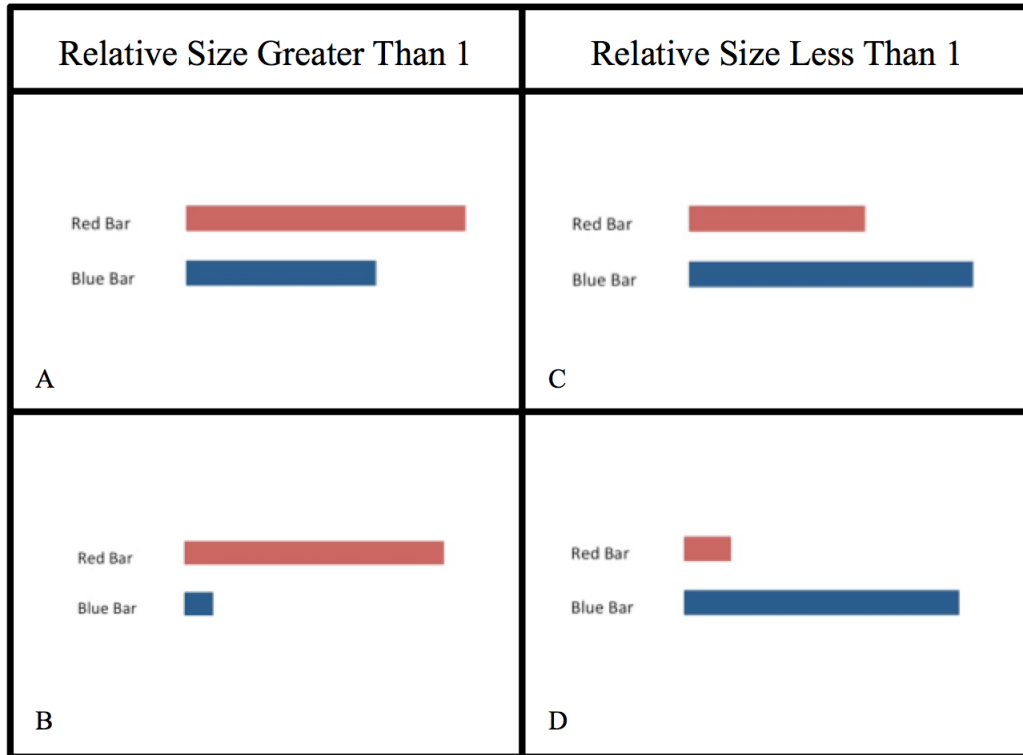 Relative Size Greater Than 1
Relative Size Less Than 1
Red Bar
Blue Bar
A
Red Bar
Blue Bar
C
Red Bar
Blue Bar
B
Red Bar
Blue Bar
D